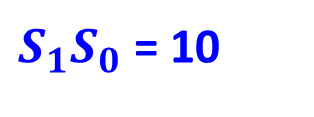 S₁S₀ = 10